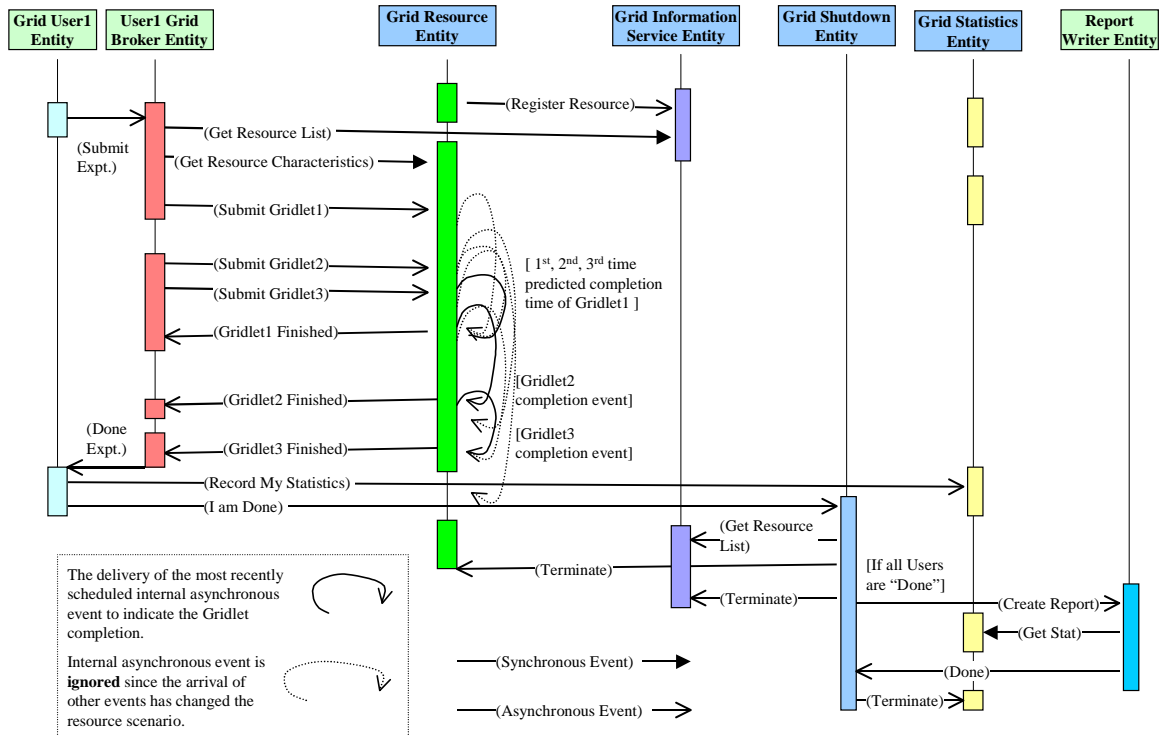 Grid User1
Entity
User1 Grid
Broker Entity
Grid Resource
Entity
Grid Information
Service Entity
Grid Shutdown
Entity
Grid Statistics
Entity
Report
Writer Entity
(Register Resource)
(Submit
Expt.)
(Get Resource List)
(Get Resource Characteristics)
(Submit Gridlet1)
(Submit Gridlet2)
(Submit Gridlet3)
[ 1st, 2nd, 3rd time
predicted completion
time of Gridlet1 ]
(Gridlet1 Finished)
[Gridlet2
completion event]
(Gridlet2 Finished)
(Done
Expt.)
[Gridlet3
completion event]
(Gridlet3 Finished)
(Record My Statistics)
(I am Done)
(Get Resource
List)
(Terminate)
[If all Users
are “Done”]
(Terminate)
(Create Report)
(Get Stat)
(Done)
(Terminate)
The delivery of the most recently
scheduled internal asynchronous
event to indicate the Gridlet
completion.
Internal asynchronous event is
ignored since the arrival of
other events has changed the
resource scenario.
(Synchronous Event)
(Asynchronous Event)